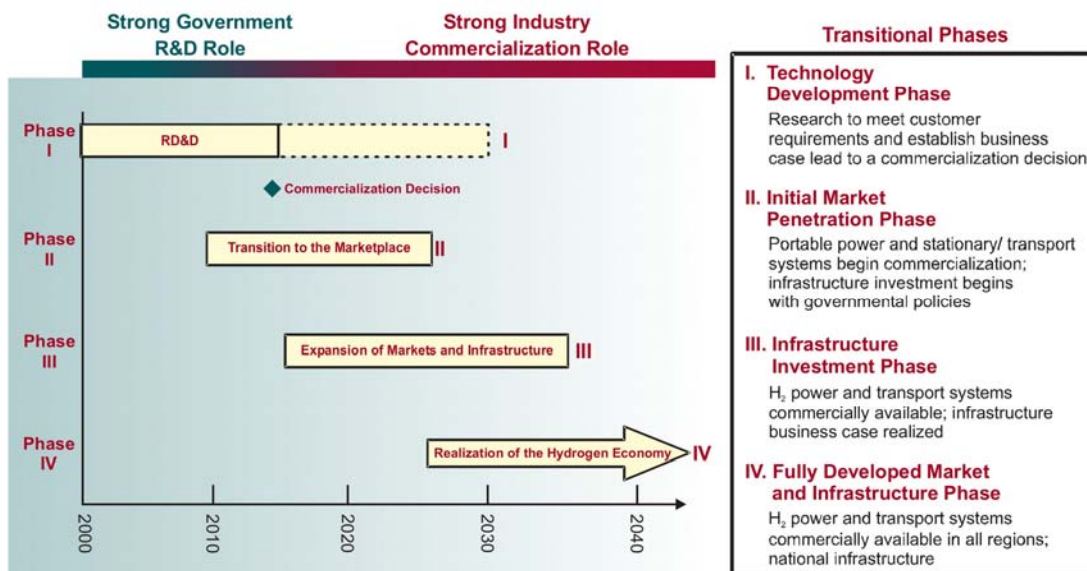 Strong Government
R&D Role
Strong Industry
Commercialization Role
Phase
I
RD&D
I
Commercialization Decision
Phase
II
Transition to the Marketplace
II
Phase
III
Expansion of Markets and Infrastructure
III
Phase
IV
Realization of the Hydrogen Economy
IV
2000
2010
2020
2030
2040
Transitional Phases
I. Technology
Development Phase
Research to meet customer
requirements and establish business
case lead to a commercialization decision
II. Initial Market
Penetration Phase
Portable power and stationary/ transport
systems begin commercialization;
infrastructure investment begins
with governmental policies
III. Infrastructure
Investment Phase
H₂ power and transport systems
commercially available; infrastructure
business case realized
IV. Fully Developed Market
and Infrastructure Phase
H₂ power and transport systems
commercially available in all regions;
national infrastructure